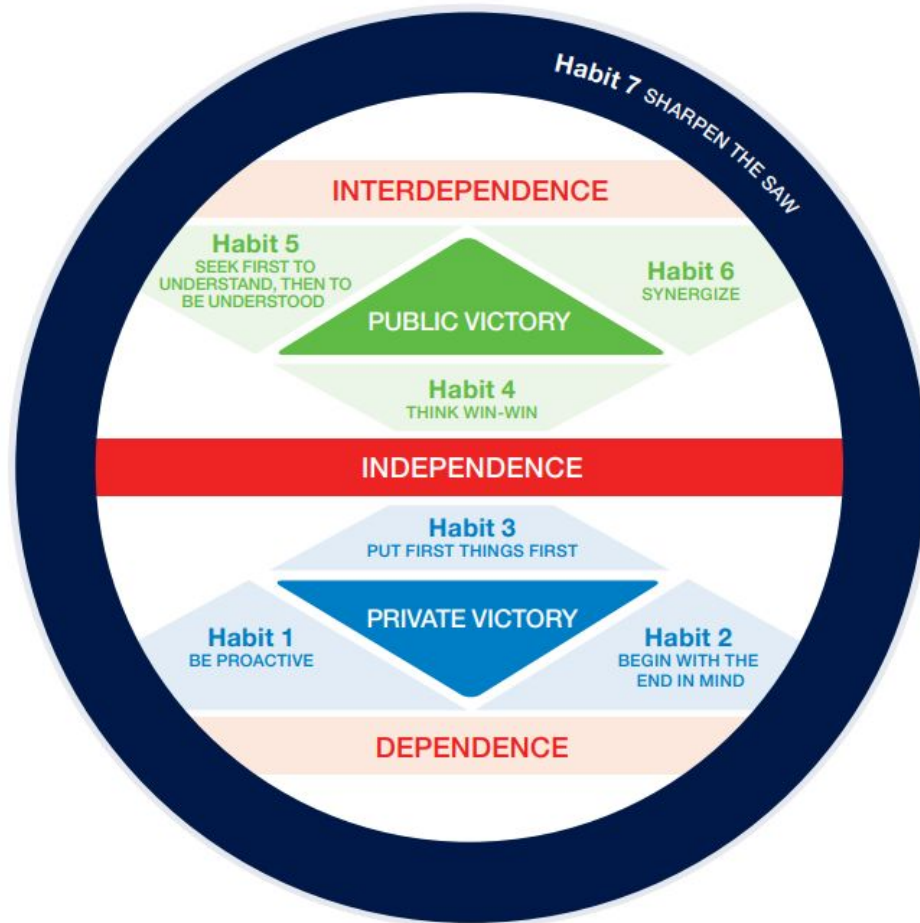 Habit 7 SHARPEN THE SAW
INTERDEPENDENCE
Habit 5
SEEK FIRST TO
UNDERSTAND, THEN TO
BE UNDERSTOOD
Habit 6
SYNERGIZE
PUBLIC VICTORY
Habit 4
THINK WIN-WIN
INDEPENDENCE
Habit 3
PUT FIRST THINGS FIRST
PRIVATE VICTORY
Habit 1
BE PROACTIVE
Habit 2
BEGIN WITH THE
END IN MIND
DEPENDENCE